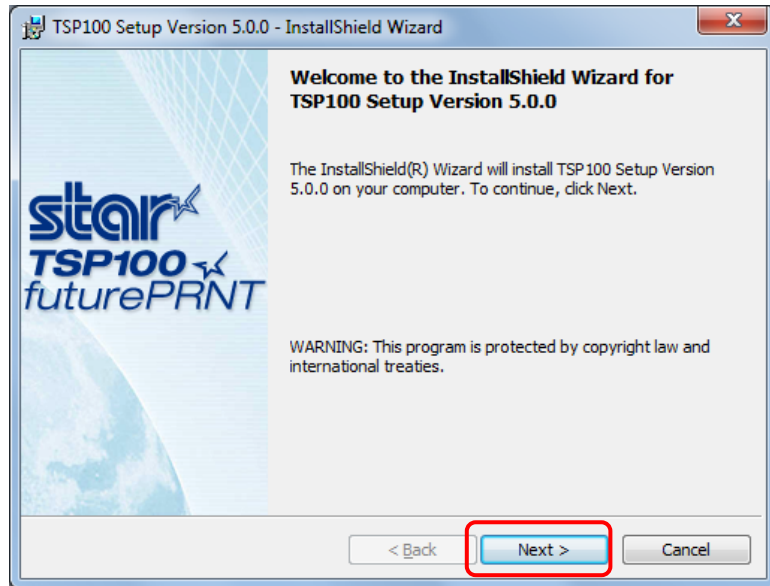 TSP100 Setup Version 5.0.0 - InstallShield Wizard
X
Welcome to the InstallShield Wizard for
TSP100 Setup Version 5.0.0
The InstallShield(R) Wizard will install TSP100 Setup Version
5.0.0 on your computer. To continue, click Next.
star
TSP100
futurePRNT
WARNING: This program is protected by copyright law and
international treaties.
< Back Next > Cancel